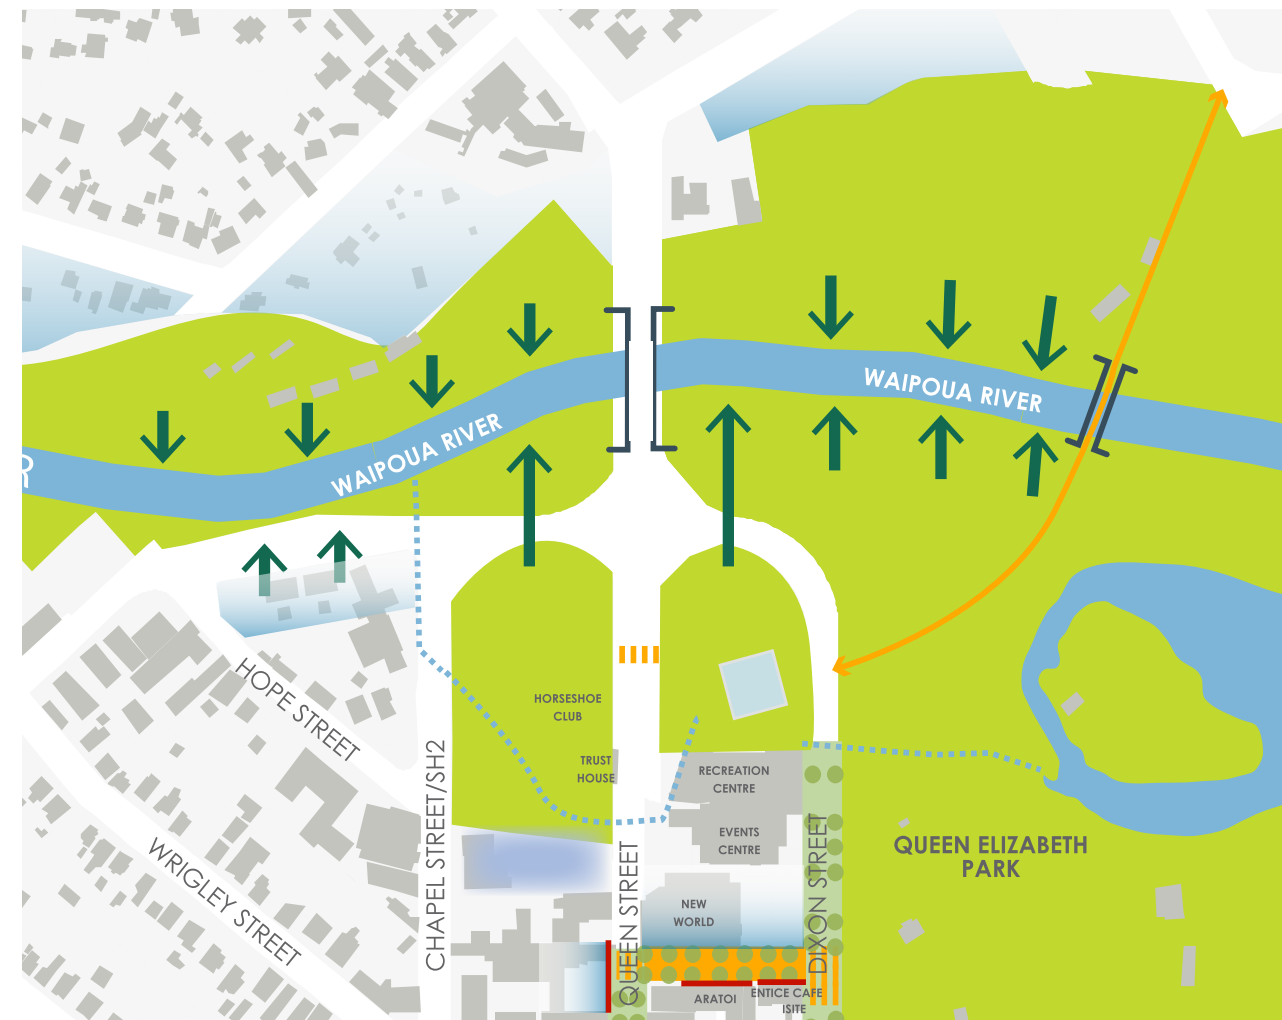 WAIPOUA RIVER
WAIPOUA RIVER
HOPE STREET
WRIGLEY STREET
CHAPEL STREET/SH2
HORSESHOE
CLUB
TRUST
HOUSE
RECREATION
CENTRE
EVENTS
CENTRE
QUEEN STREET
DIXON STREET
QUEEN ELIZABETH
PARK
NEW
WORLD
ARATOI
ENTICE CAFE
ISITE